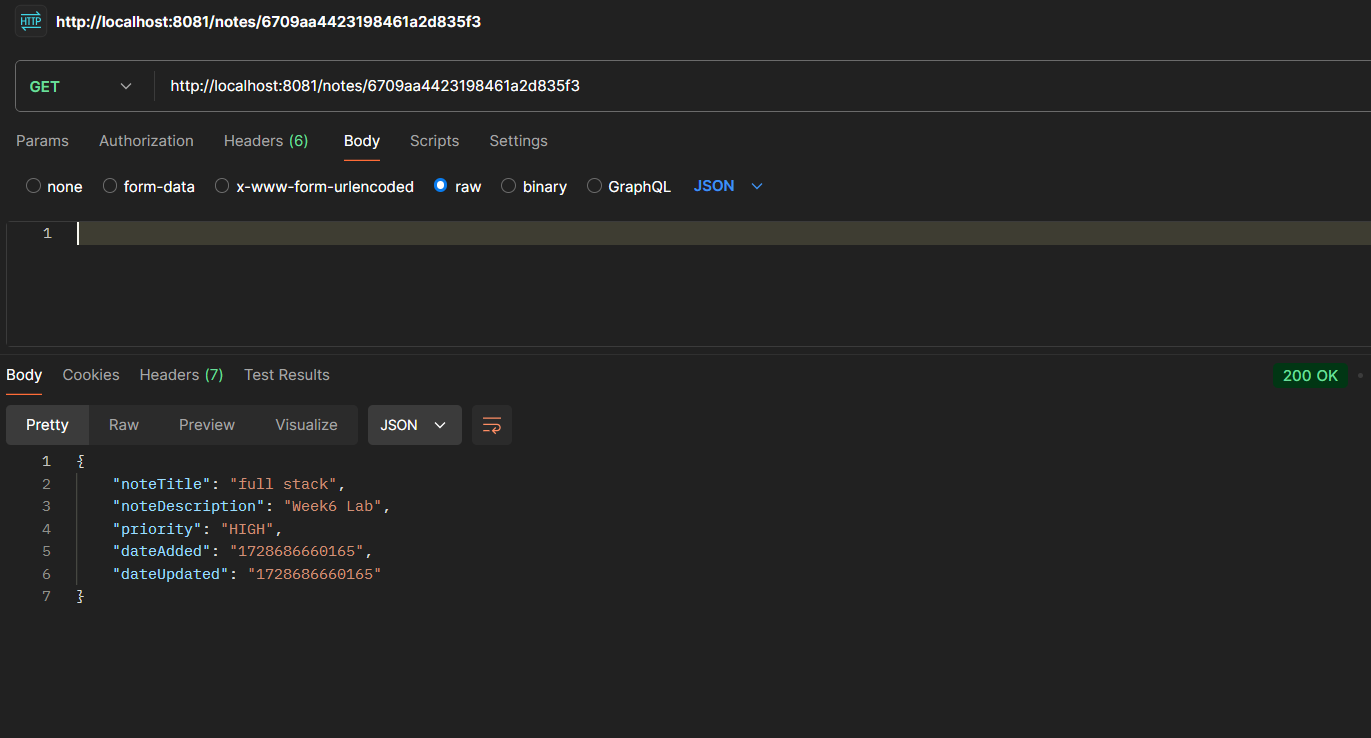 HTTP http://localhost:8081/notes/6709aa4423198461a2d835f3
GET http://localhost:8081/notes/6709aa4423198461a2d835f3
Params Authorization Headers (6) Body Scripts Settings
none form-data x-www-form-urlencoded raw binary GraphQL JSON
1
Body Cookies Headers (7) Test Results 200 OK
Pretty Raw Preview Visualize JSON
1 {
2 "noteTitle": "full stack",
3 "noteDescription": "Week6 Lab",
4 "priority": "HIGH",
5 "dateAdded": "1728686660165",
6 "dateUpdated": "1728686660165"
7 }